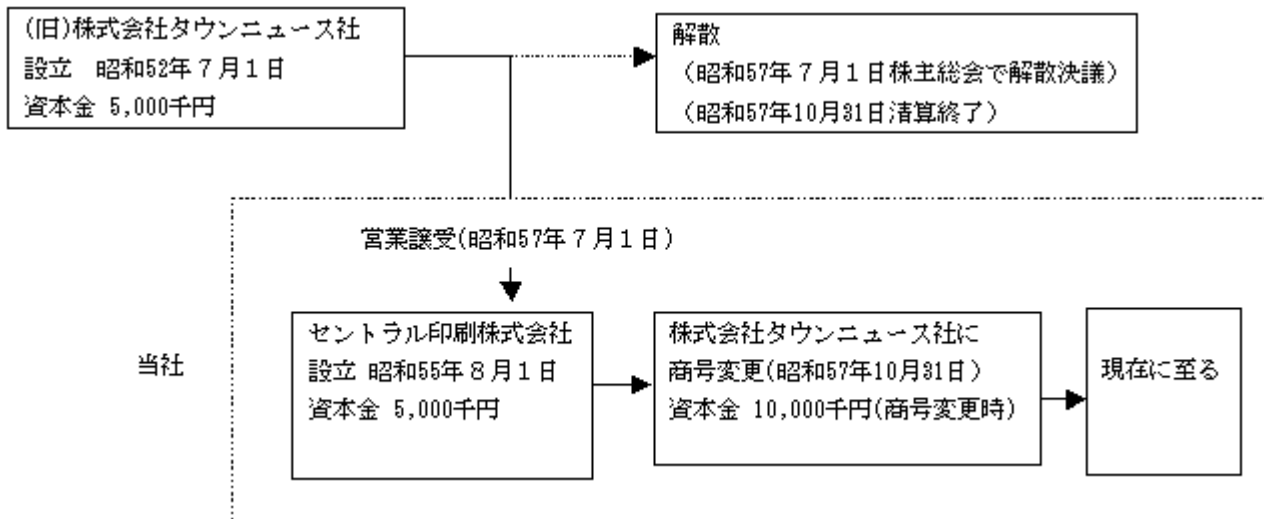 (旧)株式会社タウンニュース社
設立　昭和52年７月１日
資本金 5,000千円
解散
（昭和57年７月１日株主総会で解散決議）
（昭和57年10月31日清算終了）
営業譲受(昭和57年７月１日)
当社
セントラル印刷株式会社
設立 昭和55年８月１日
資本金 5,000千円
株式会社タウンニュース社に
商号変更(昭和57年10月31日)
資本金 10,000千円(商号変更時)
現在に至る